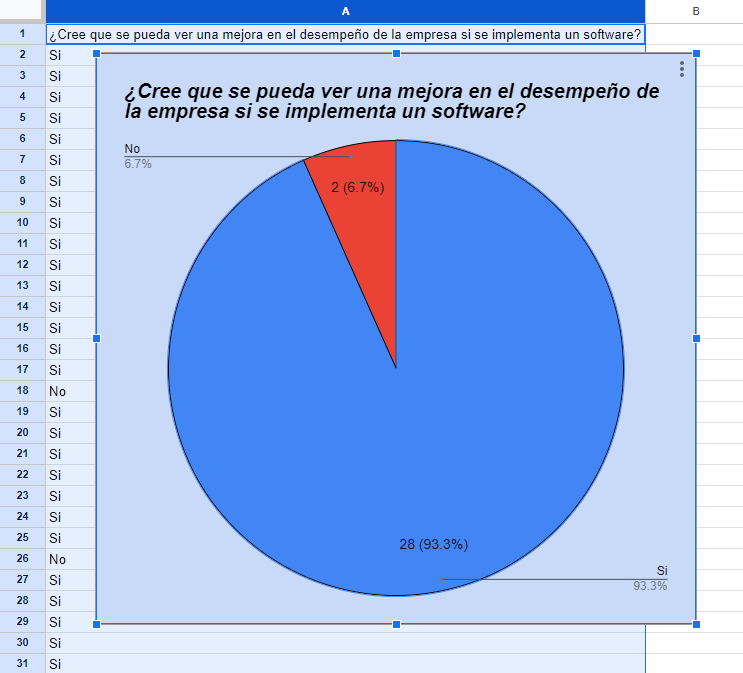 A B
1 ¿Cree que se pueda ver una mejora en el desempeño de la empresa si se implementa un software?
2 Si
3 Si
4 Si
5 Si
6 Si
7 Si
8 Si
9 Si
10 Si
11 Si
12 Si
13 Si
14 Si
15 Si
16 Si
17 Si
18 No
19 Si
20 Si
21 Si
22 Si
23 Si
24 Si
25 Si
26 No
27 Si
28 Si
29 Si
30 Si
31 Si
¿Cree que se pueda ver una mejora en el desempeño de
la empresa si se implementa un software?
No
6.7%
2 (6.7%)
28 (93.3%)
Si
93.3%